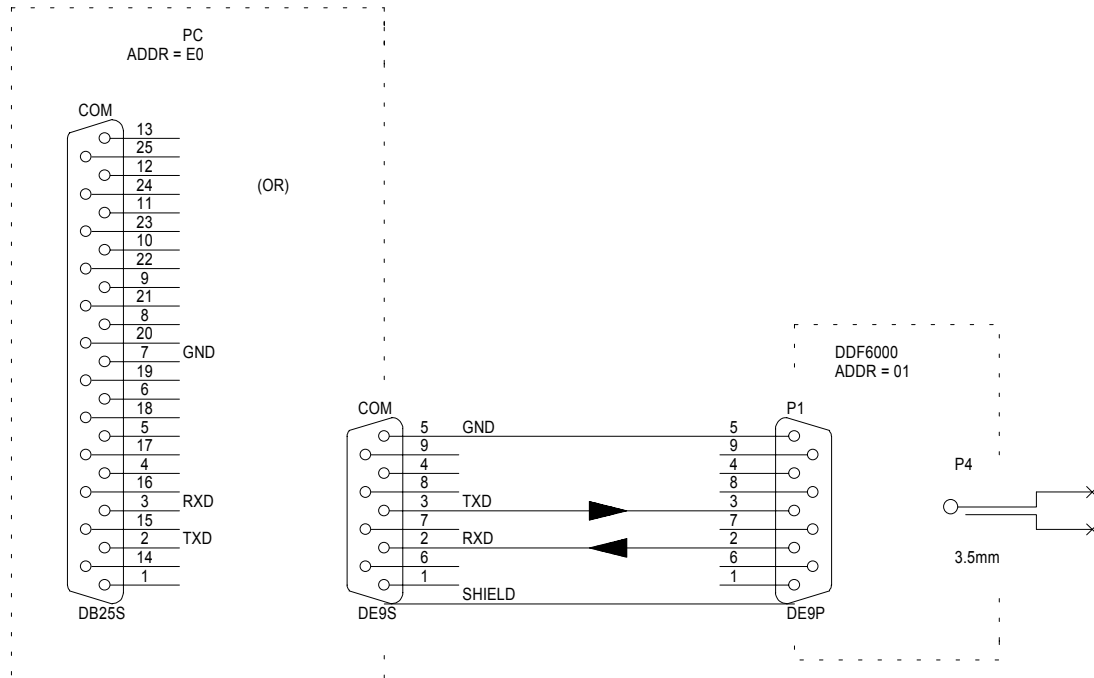 PC
ADDR = E0
COM
13
25
12
24
(OR)
11
23
10
22
9
21
8
20
7 GND
19
6
18
5
17
4
16
3 RXD
15
2 TXD
14
1
DB25S
COM
5 GND
9
4
8
3 TXD
7
2 RXD
6
1
SHIELD
DE9S
DDF6000
ADDR = 01
P1
5
9
4
8
3
7
2
6
1
DE9P
P4
3.5mm